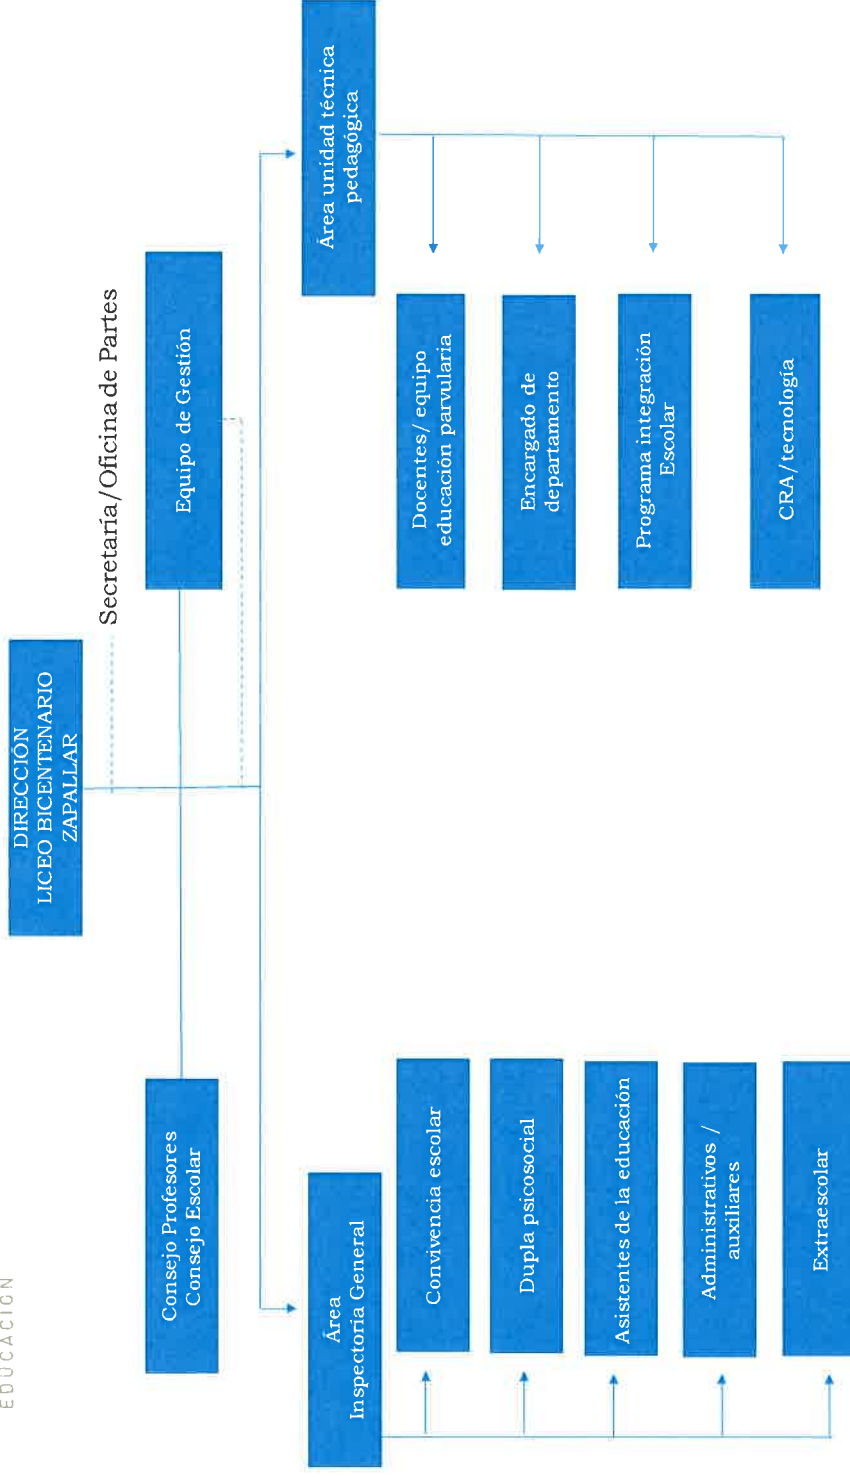 EDUCACION
DIRECCIÓN
LICEO BICENTENARIO
ZAPALLAR
Secretaría/Oficina de Partes
Consejo Profesores
Consejo Escolar
Equipo de Gestión
Área
Inspectoría General
Convivencia escolar
Dupla psicosocial
Asistentes de la educación
Administrativos /
auxiliares
Extraescolar
Área unidad técnica
pedagógica
Docentes/ equipo
educación parvularia
Encargado de
departamento
Programa integración
Escolar
CRA/tecnología